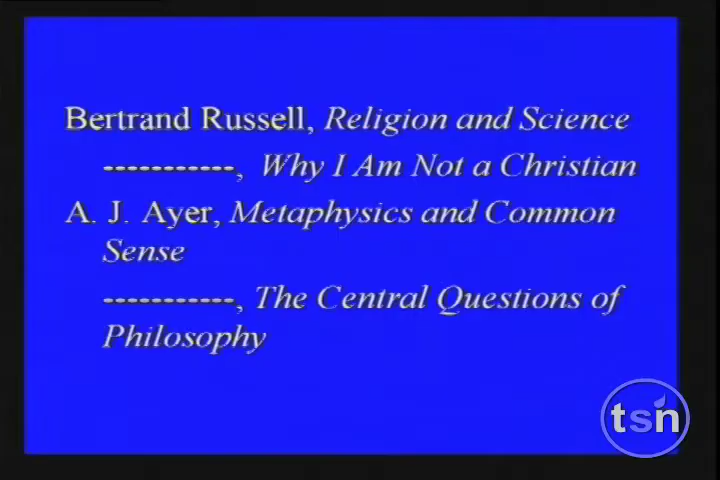 Bertrand Russell, Religion and Science
-----------, Why I Am Not a Christian
A. J. Ayer, Metaphysics and Common
Sense
-----------, The Central Questions of
Philosophy
tsn